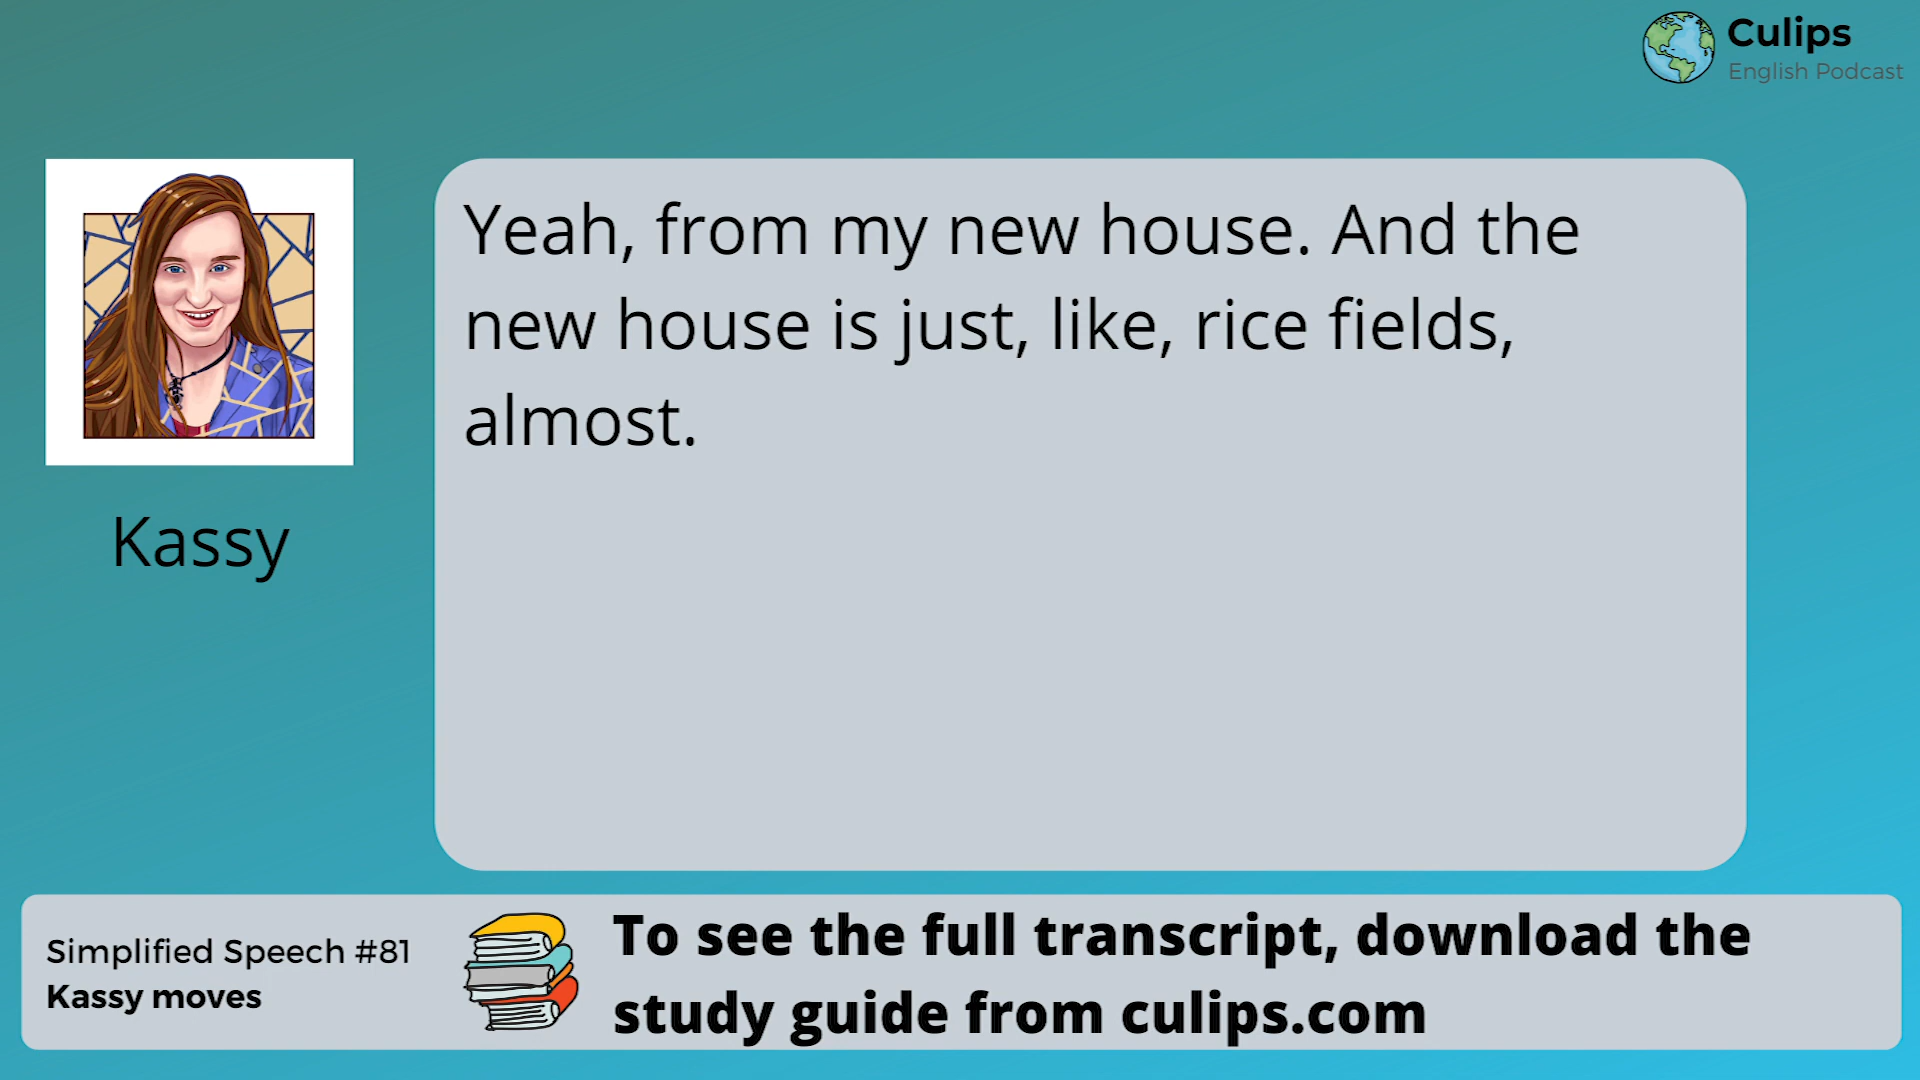 Culips
English Podcast
Yeah, from my new house. And the
new house is just, like, rice fields,
almost.
Kassy
Simplified Speech #81
Kassy moves
To see the full transcript, download the
study guide from culips.com